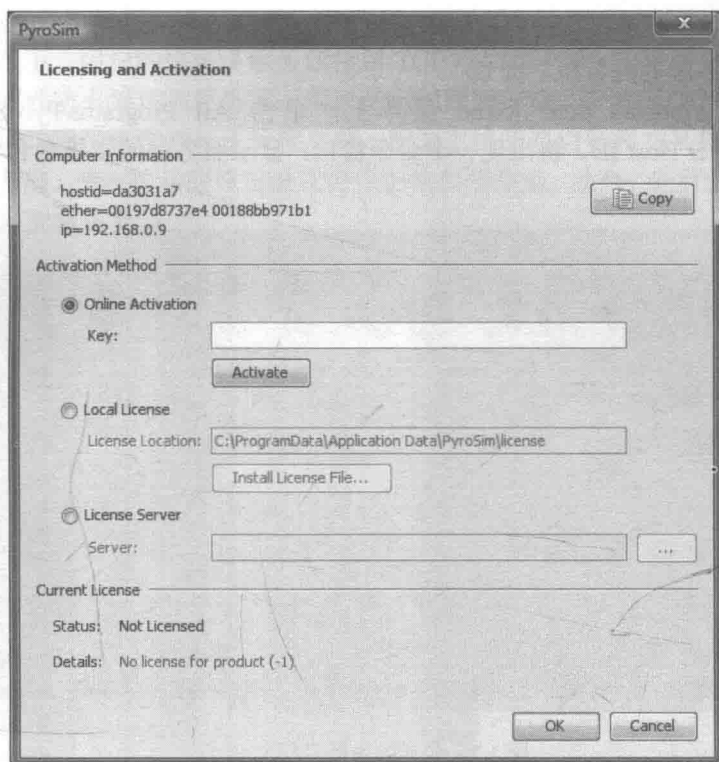 PyroSim
Licensing and Activation
Computer Information
hostid=da3031a7
ether=00197d8737e4 00188bb971b1
ip=192.168.0.9
Copy
Activation Method
Online Activation
Key:
Activate
Local License
License Location: C:\ProgramData\Application Data\PyroSim\license
Install License File...
License Server
Server:
...
Current License
Status: Not Licensed
Details: No license for product (-1)
OK Cancel